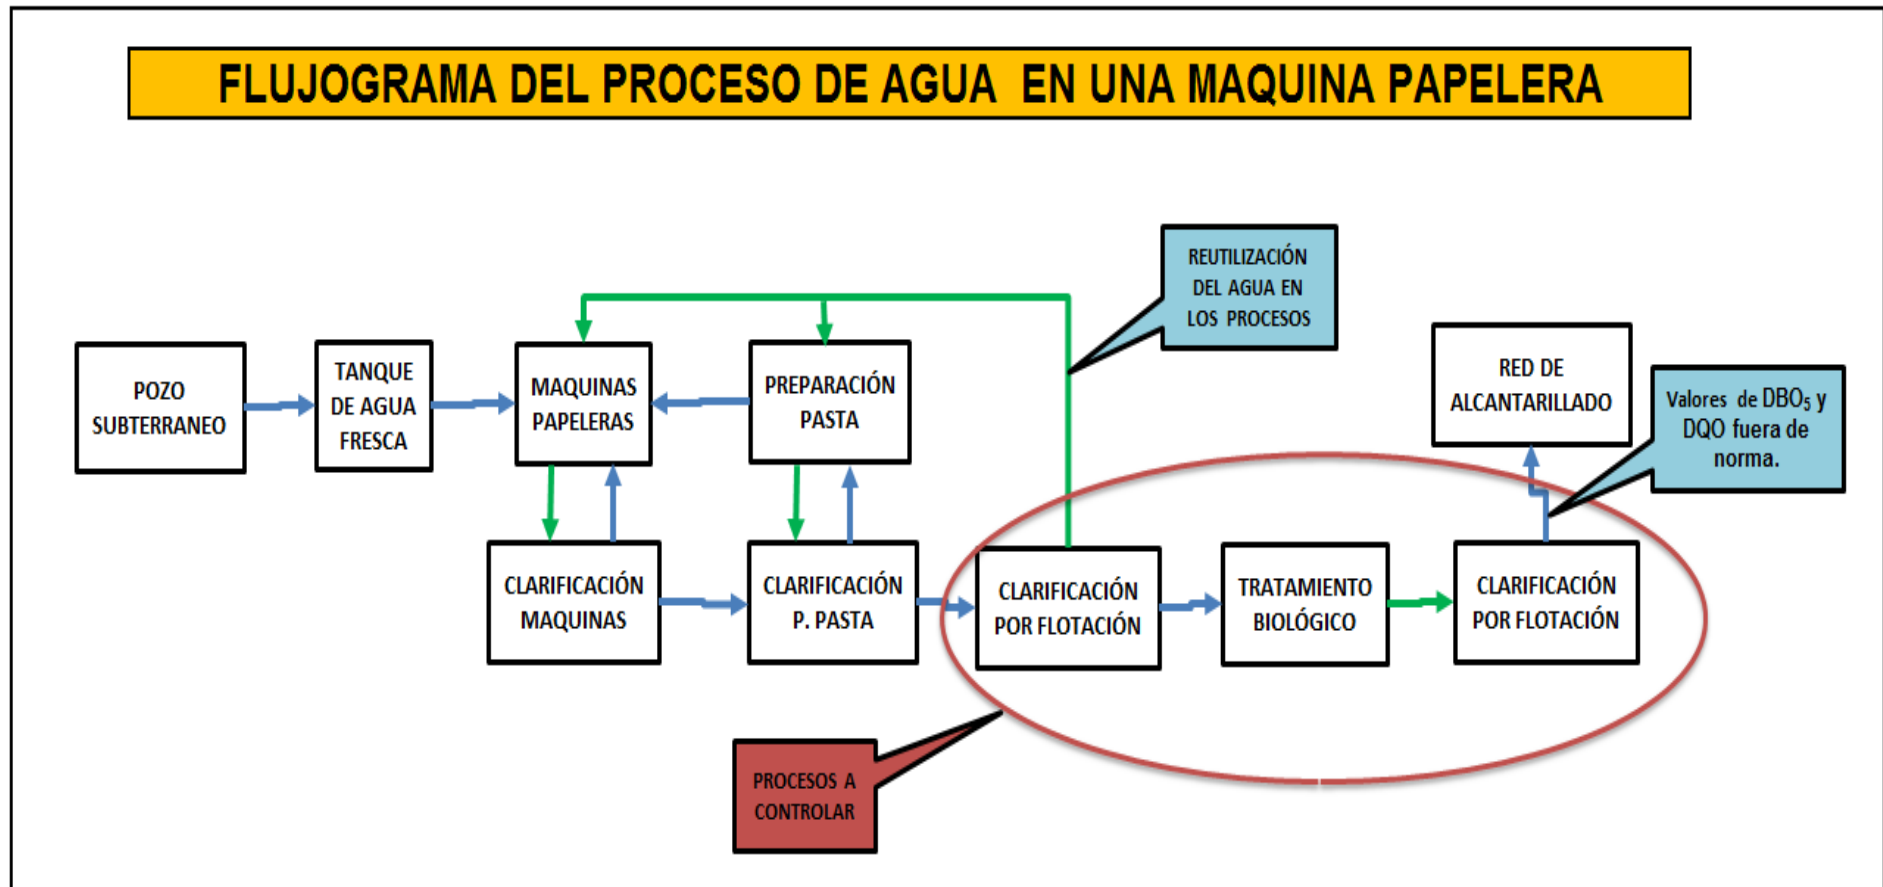 FLUJOGRAMA DEL PROCESO DE AGUA EN UNA MAQUINA PAPELERA
REUTILIZACIÓN
DEL AGUA EN
LOS PROCESOS
POZO
SUBTERRANEO
TANQUE
DE AGUA
FRESCA
MAQUINAS
PAPELERAS
PREPARACIÓN
PASTA
RED DE
ALCANTARILLADO
Valores de DBO₅ y
DQO fuera de
norma.
CLARIFICACIÓN
MAQUINAS
CLARIFICACIÓN
P. PASTA
CLARIFICACIÓN
POR FLOTACIÓN
TRATAMIENTO
BIOLÓGICO
CLARIFICACIÓN
POR FLOTACIÓN
PROCESOS A
CONTROLAR